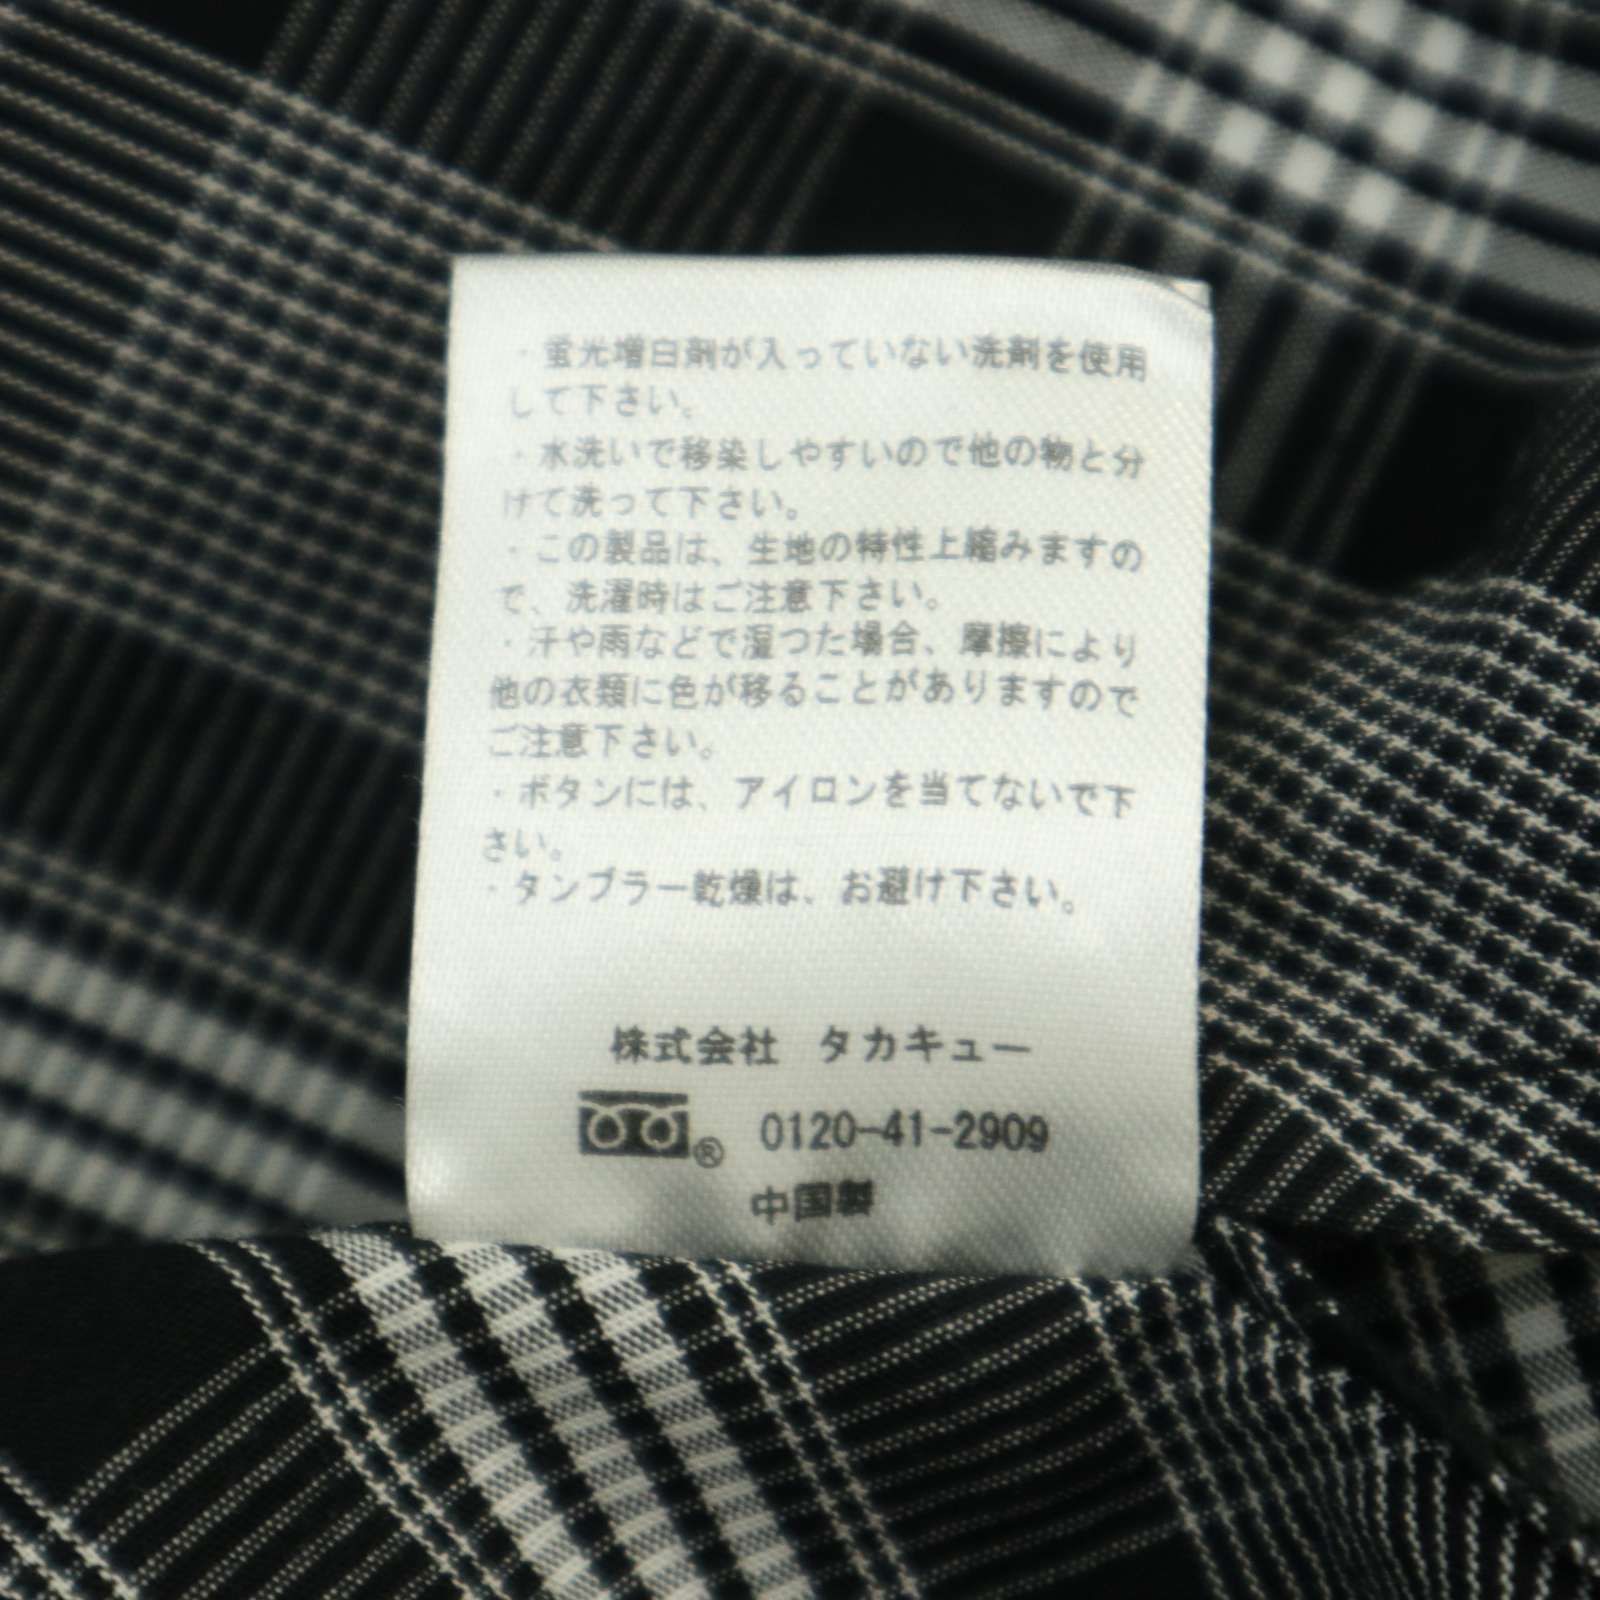 ・蛍光増白剤が入っていない洗剤を使用
して下さい。
・水洗いで移染しやすいので他の物と分
けて洗って下さい。
・この製品は、生地の特性上縮みますの
で、洗濯時はご注意下さい。
・汗や雨などで湿つた場合、摩擦により
他の衣類に色が移ることがありますので
ご注意下さい。
・ボタンには、アイロンを当てないで下
さい。
・タンブラー乾燥は、お避け下さい。
株式会社 タカキュー
® 0120-41-2909
中国製